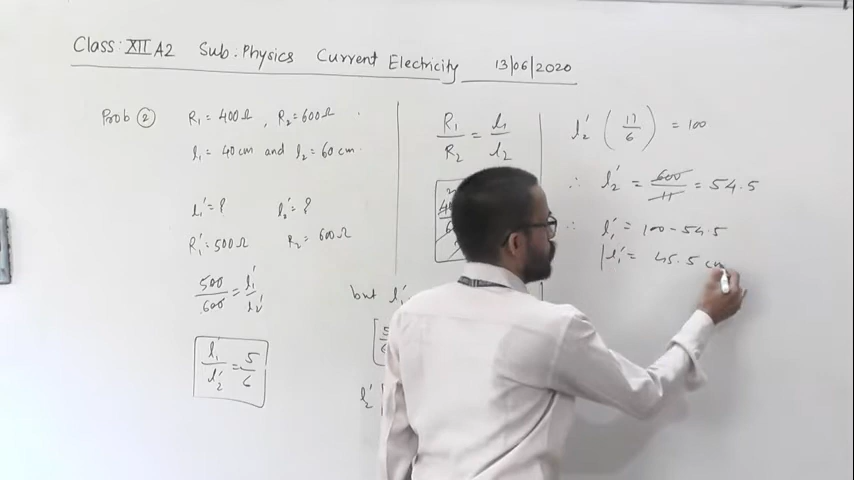 Class: XII A2 Sub: Physics Current Electricity 13/06/2020
Prob ② R₁ = 400Ω , R₂ = 600Ω .
l₁ = 40 cm and l₂ = 60 cm.
l₁' = ? l₂' = ?
R₁' = 500Ω R₂ = 600Ω
500/600 = l₁'/l₂'
l₁'/l₂' = 5/6
R₁/R₂ = l₁/l₂
but l₁'
l₂'
l₂' (11/6) = 100
∴ l₂' = 600/11 = 54.5
∴ l₁' = 100 - 54.5
l₁' = 45.5 cm